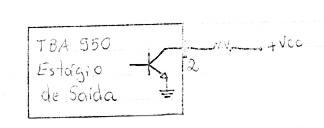 TBA 950
Estágio
de Saída
2
+Vcc